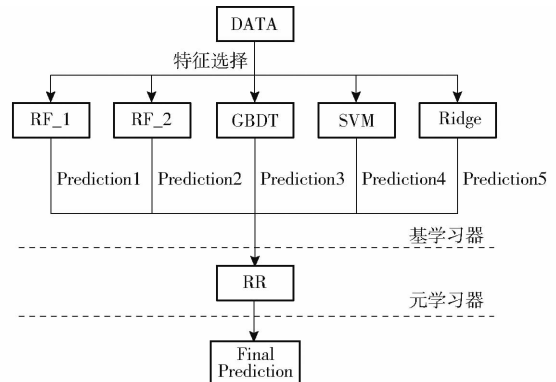 DATA
特征选择
RF_1
RF_2
GBDT
SVM
Ridge
Prediction1
Prediction2
Prediction3
Prediction4
Prediction5
基学习器
RR
元学习器
Final
Prediction